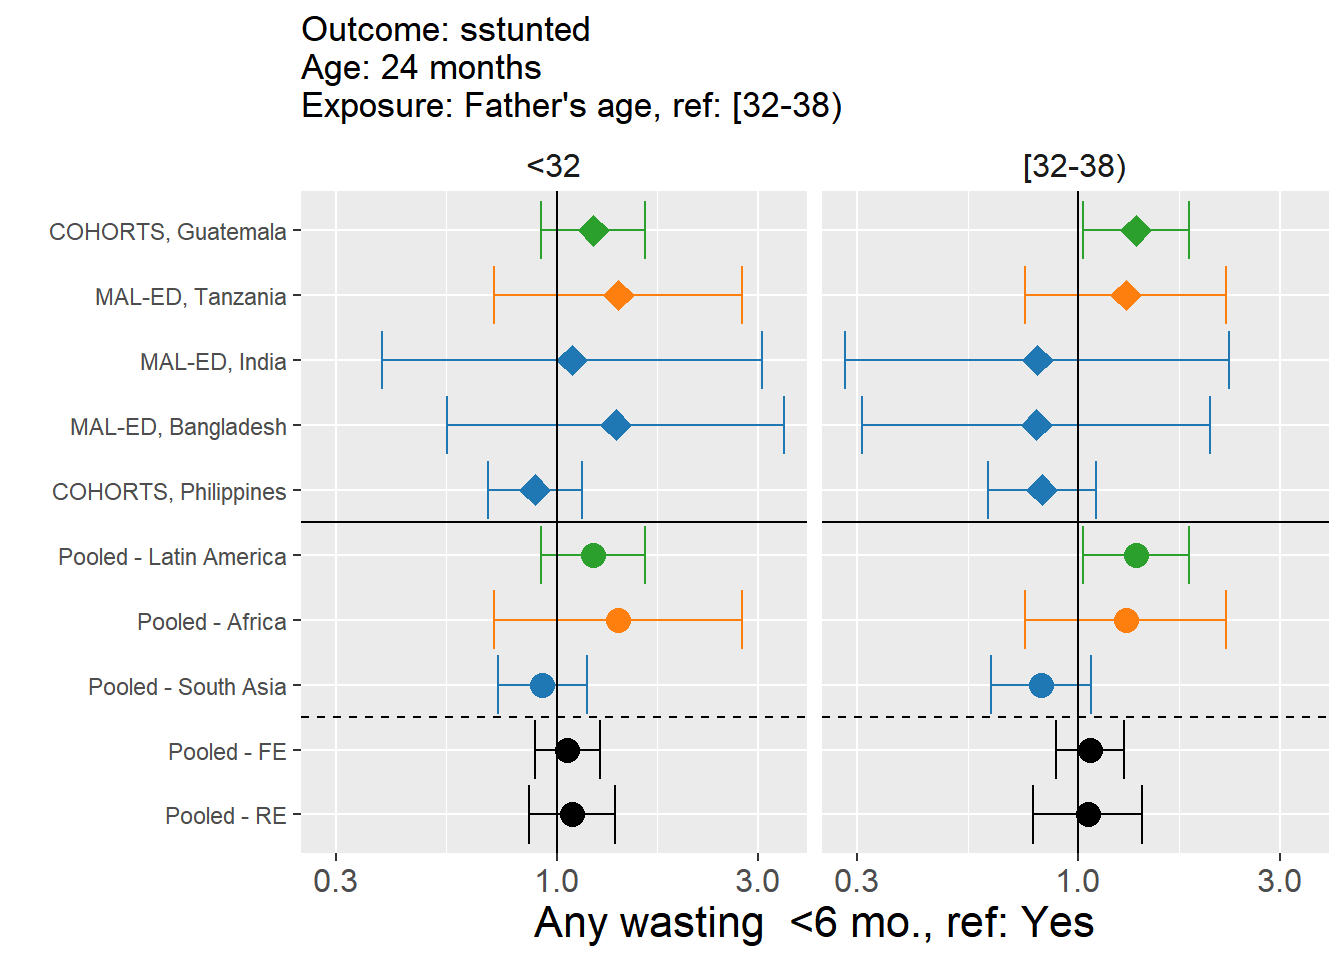 Outcome: sstunted
Age: 24 months
Exposure: Father's age, ref: [32-38)
<32
[32-38)
COHORTS, Guatemala
MAL-ED, Tanzania
MAL-ED, India
MAL-ED, Bangladesh
COHORTS, Philippines
Pooled - Latin America
Pooled - Africa
Pooled - South Asia
Pooled - FE
Pooled - RE
0.3 1.0 3.0 0.3 1.0 3.0
Any wasting  <6 mo., ref: Yes